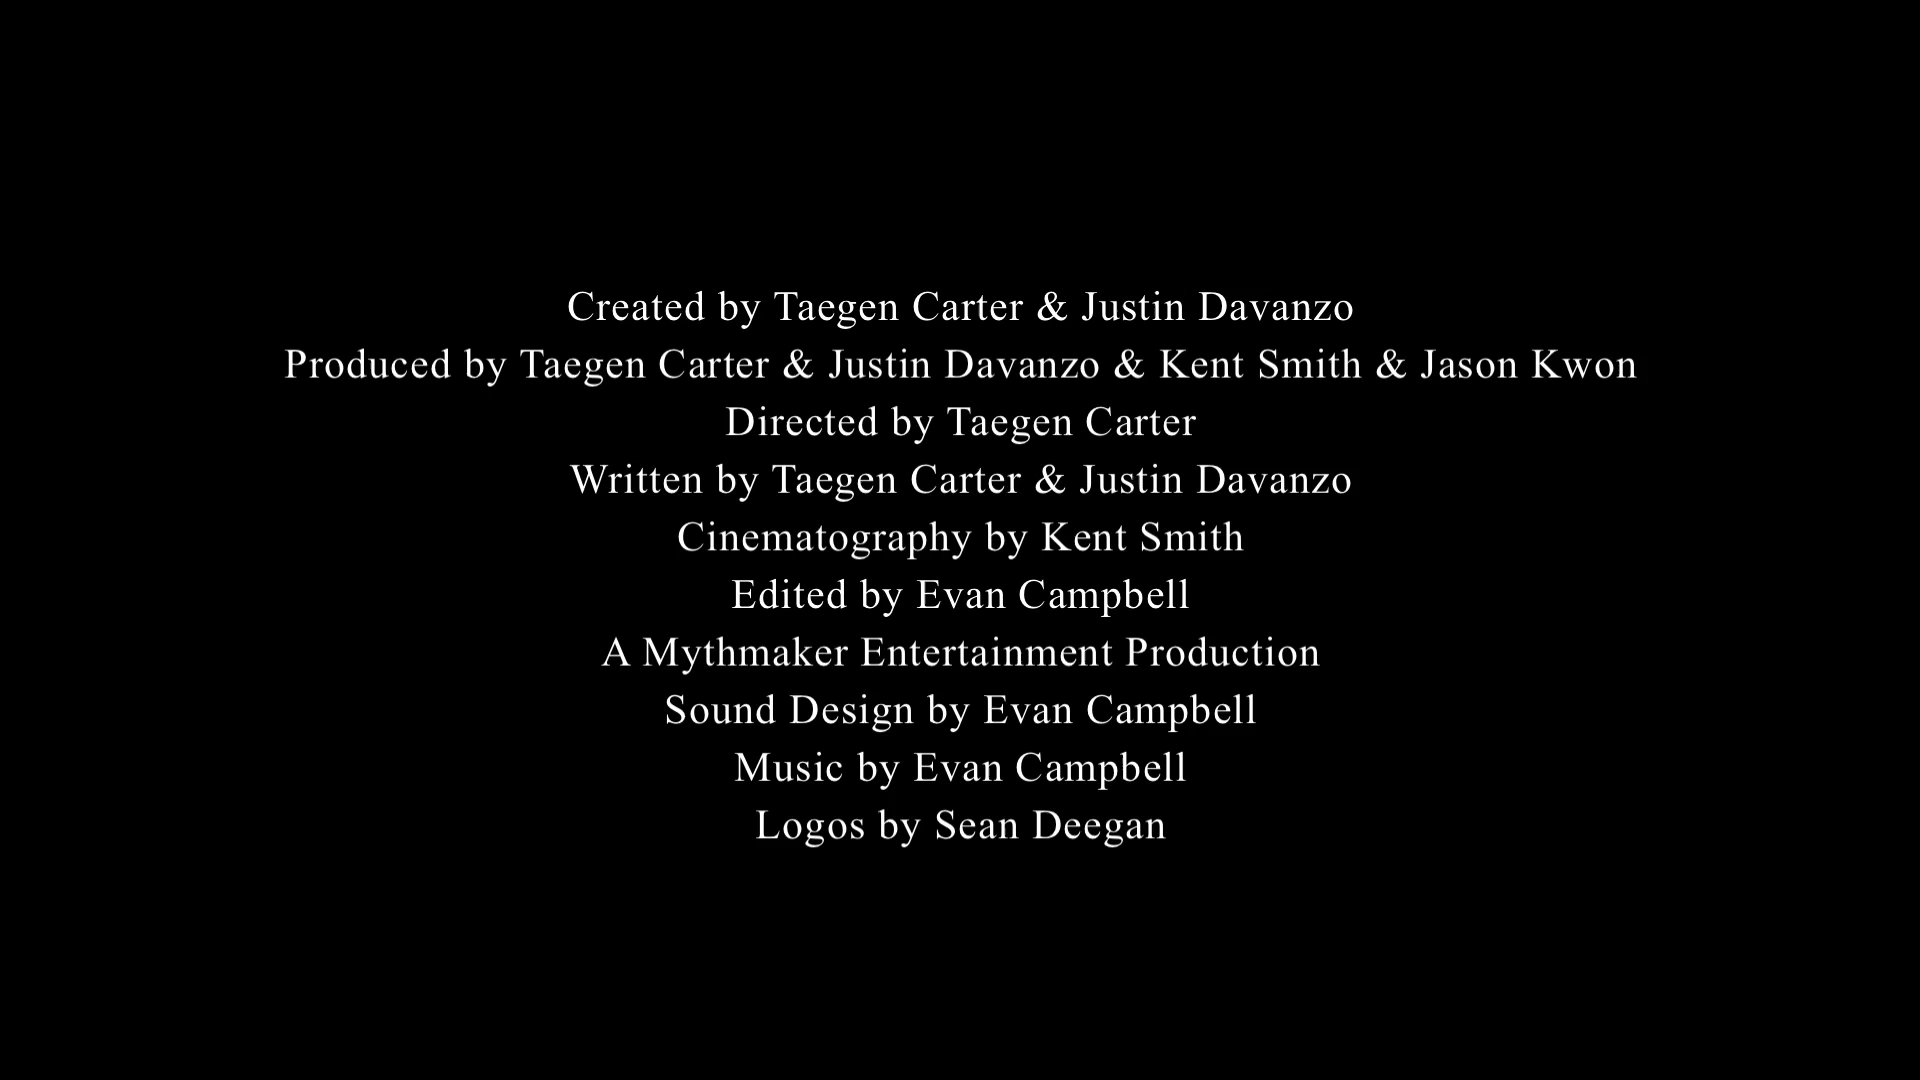 Created by Taegen Carter & Justin Davanzo
Produced by Taegen Carter & Justin Davanzo & Kent Smith & Jason Kwon
Directed by Taegen Carter
Written by Taegen Carter & Justin Davanzo
Cinematography by Kent Smith
Edited by Evan Campbell
A Mythmaker Entertainment Production
Sound Design by Evan Campbell
Music by Evan Campbell
Logos by Sean Deegan